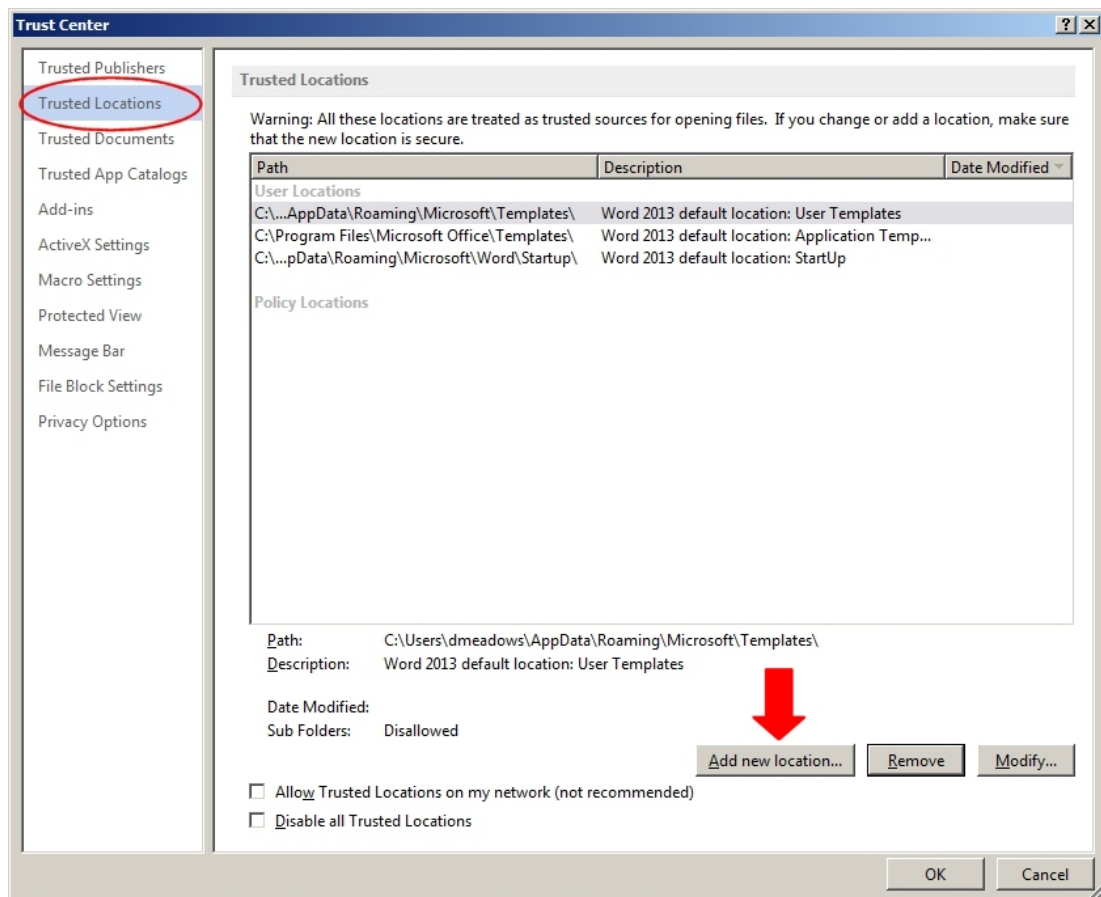 Trust Center
Trusted Publishers
Trusted Locations
Trusted Documents
Trusted App Catalogs
Add-ins
ActiveX Settings
Macro Settings
Protected View
Message Bar
File Block Settings
Privacy Options
Trusted Locations
Warning: All these locations are treated as trusted sources for opening files. If you change or add a location, make sure
that the new location is secure.
Path Description Date Modified
User Locations
C:\...AppData\Roaming\Microsoft\Templates\ Word 2013 default location: User Templates
C:\Program Files\Microsoft Office\Templates\ Word 2013 default location: Application Temp...
C:\...pData\Roaming\Microsoft\Word\Startup\ Word 2013 default location: StartUp
Policy Locations
Path: C:\Users\dmeadows\AppData\Roaming\Microsoft\Templates\
Description: Word 2013 default location: User Templates
Date Modified:
Sub Folders: Disallowed
Add new location... Remove Modify...
Allow Trusted Locations on my network (not recommended)
Disable all Trusted Locations
OK Cancel